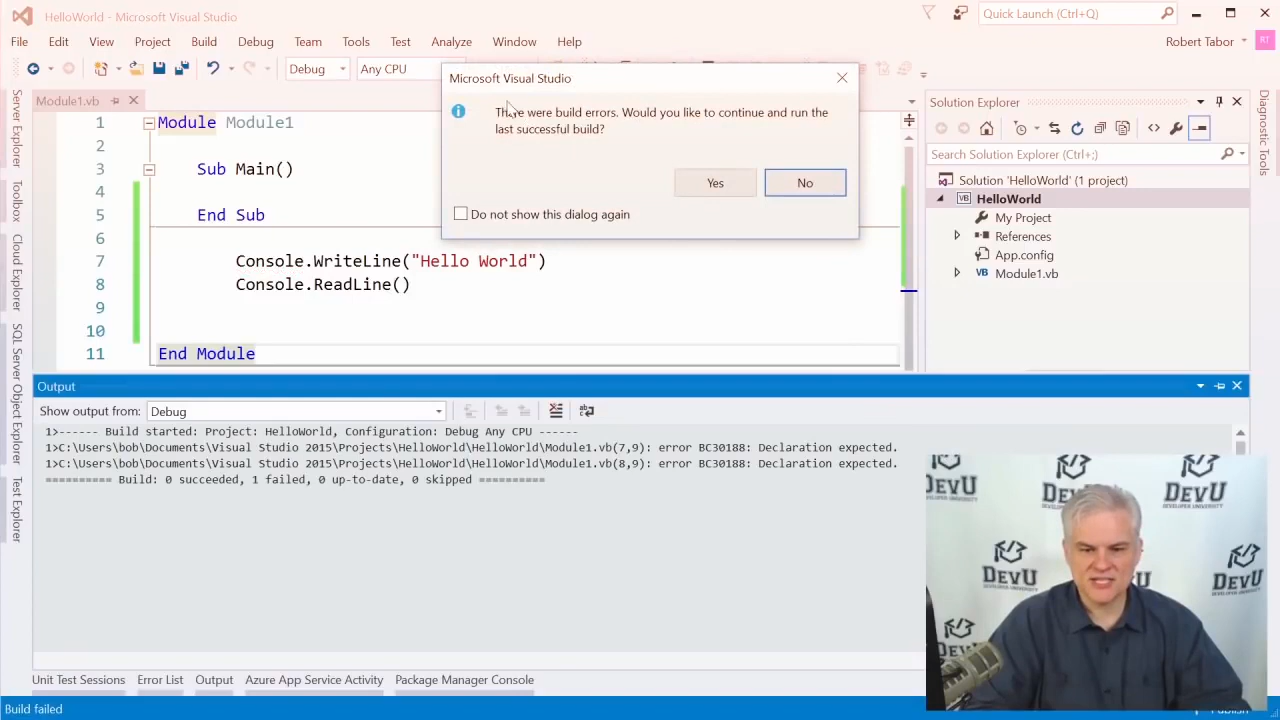 HelloWorld - Microsoft Visual Studio
Quick Launch (Ctrl+Q)
File Edit View Project Build Debug Team Tools Test Analyze Window Help
Robert Tabor RT
Debug Any CPU
Microsoft Visual Studio
There were build errors. Would you like to continue and run the
last successful build?
Yes No
Do not show this dialog again
Server Explorer
Toolbox
Cloud Explorer
SQL Server Object Explorer
Test Explorer
Module1.vb
1 Module Module1
2
3 Sub Main()
4
5 End Sub
6
7 Console.WriteLine("Hello World")
8 Console.ReadLine()
9
10
11 End Module
Solution Explorer
Search Solution Explorer (Ctrl+;)
Solution 'HelloWorld' (1 project)
HelloWorld
My Project
References
App.config
Module1.vb
Diagnostic Tools
Output
Show output from: Debug
1>------ Build started: Project: HelloWorld, Configuration: Debug Any CPU ------
1>C:\Users\bob\Documents\Visual Studio 2015\Projects\HelloWorld\HelloWorld\Module1.vb(7,9): error BC30188: Declaration expected.
1>C:\Users\bob\Documents\Visual Studio 2015\Projects\HelloWorld\HelloWorld\Module1.vb(8,9): error BC30188: Declaration expected.
========== Build: 0 succeeded, 1 failed, 0 up-to-date, 0 skipped ==========
DEVU
DEVELOPER UNIVERSITY
Unit Test Sessions Error List Output Azure App Service Activity Package Manager Console
Build failed